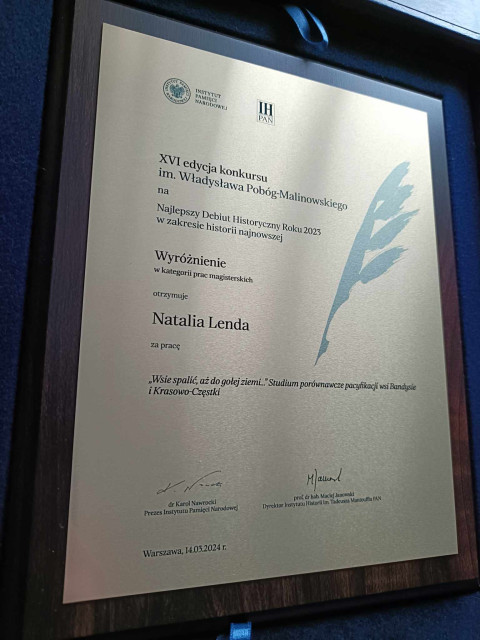 INSTYTUT
PAMIĘCI
NARODOWEJ
IH
PAN
XVI edycja konkursu
im. Władysława Pobóg-Malinowskiego
na
Najlepszy Debiut Historyczny Roku 2023
w zakresie historii najnowszej
Wyróżnienie
w kategorii prac magisterskich
otrzymuje
Natalia Lenda
za pracę
„Wsie spalić, aż do gołej ziemi..." Studium porównawcze pacyfikacji wsi Bandysie
i Krasowo-Częstki
dr Karol Nawrocki
Prezes Instytutu Pamięci Narodowej
prof. dr hab. Maciej Janowski
Dyrektor Instytutu Historii im. Tadeusza Manteuffla PAN
Warszawa, 14.03.2024 r.